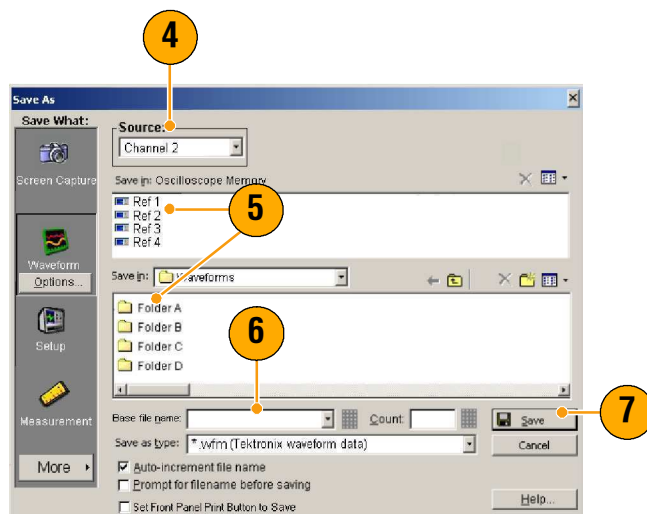 4
Save As
Save What:
Source:
Channel 2
Screen Capture
Save in: Oscilloscope Memory
Ref 1
Ref 2
Ref 3
Ref 4
5
Waveform
Options...
Save in: Waveforms
Folder A
Folder B
Folder C
Folder D
Setup
6
Measurement
Base file name:
Count:
Save
7
Save as type: *.wfm (Tektronix waveform data)
Cancel
More
Auto-increment file name
Prompt for filename before saving
Set Front Panel Print Button to Save
Help...